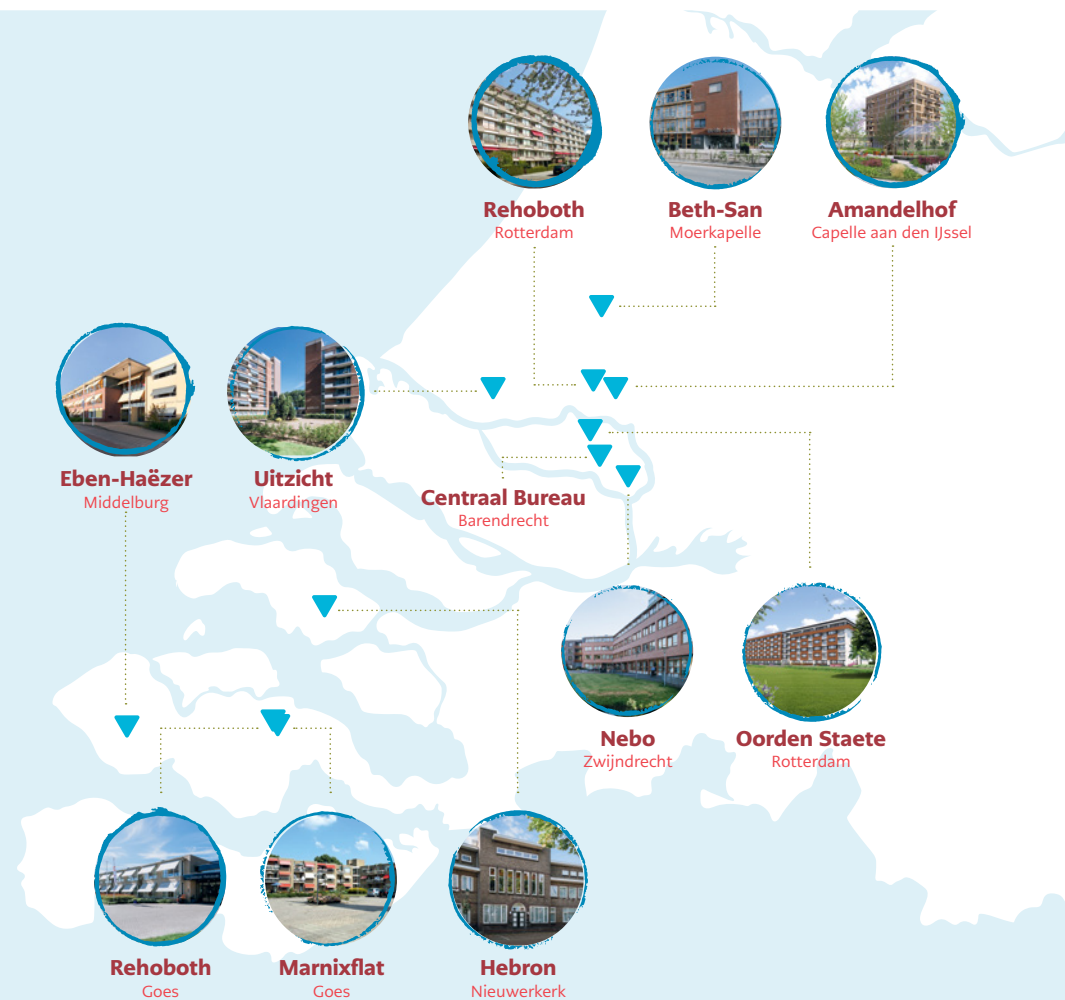 Rehoboth
Rotterdam
Beth-San
Moerkapelle
Amandelhof
Capelle aan den IJssel
Eben-Haëzer
Middelburg
Uitzicht
Vlaardingen
Centraal Bureau
Barendrecht
Nebo
Zwijndrecht
Oorden Staete
Rotterdam
Rehoboth
Goes
Marnixflat
Goes
Hebron
Nieuwerkerk